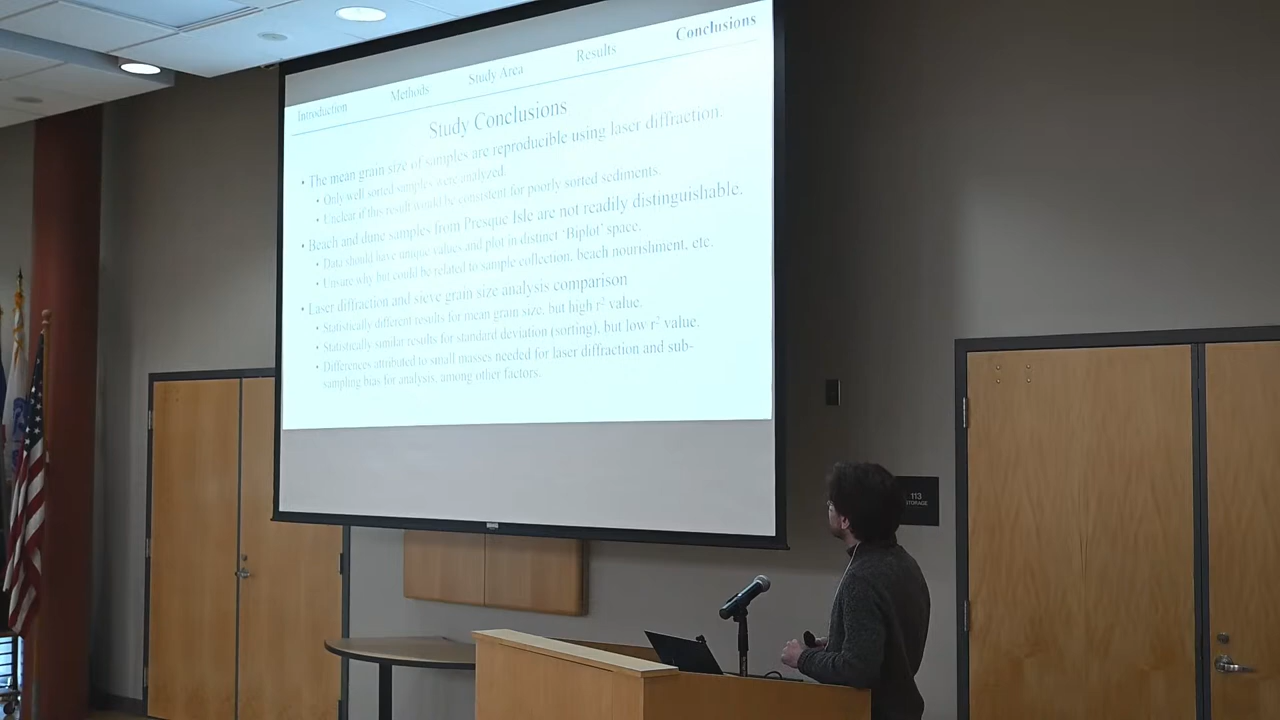 Introduction Methods Study Area Results Conclusions
Study Conclusions
• The mean grain size of samples are reproducible using laser diffraction.
• Only well sorted samples were analyzed.
• Unclear if this result would be consistent for poorly sorted sediments.
• Beach and dune samples from Presque Isle are not readily distinguishable.
• Data should have unique values and plot in distinct ‘Biplot’ space.
• Unsure why but could be related to sample collection, beach nourishment, etc.
• Laser diffraction and sieve grain size analysis comparison
• Statistically different results for mean grain size, but high r² value.
• Statistically similar results for standard deviation (sorting), but low r² value.
• Differences attributed to small masses needed for laser diffraction and sub-
sampling bias for analysis, among other factors.
113
STORAGE